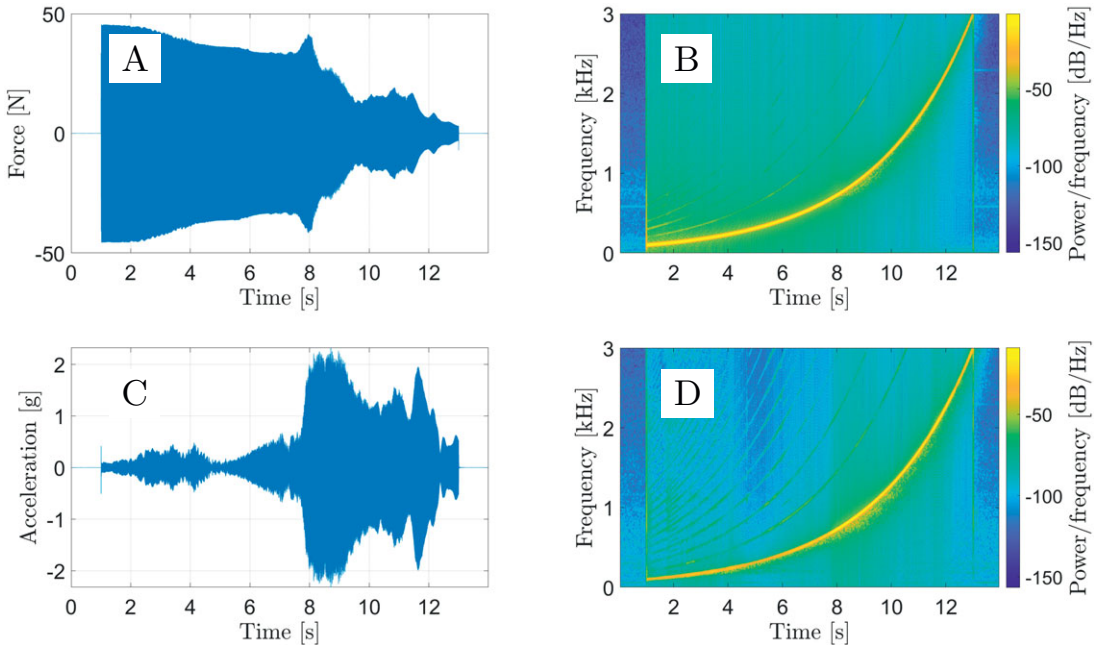 50
0
-50
Force [N]
A
0 2 4 6 8 10 12
Time [s]
3
2
1
0
Frequency [kHz]
B
2 4 6 8 10 12
Time [s]
-50
-100
-150
Power/frequency [dB/Hz]
2
1
0
-1
-2
Acceleration [g]
C
0 2 4 6 8 10 12
Time [s]
3
2
1
0
Frequency [kHz]
D
2 4 6 8 10 12
Time [s]
-50
-100
-150
Power/frequency [dB/Hz]